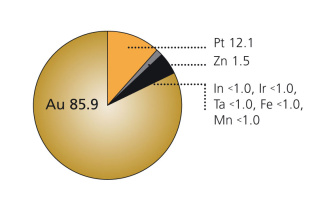 Pt 12.1
Zn 1.5
Au 85.9
In <1.0, Ir <1.0,
Ta <1.0, Fe <1.0,
Mn <1.0